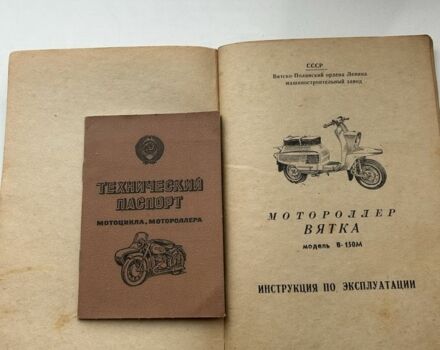 ТЕХНИЧЕСКИЙ
ПАСПОРТ
МОТОЦИКЛА, МОТОРОЛЛЕРА
СССР
Вятско-Полянский ордена Ленина
машиностроительный завод
МОТОРОЛЛЕР
ВЯТКА
модель В-150М
ИНСТРУКЦИЯ ПО ЭКСПЛУАТАЦИИ